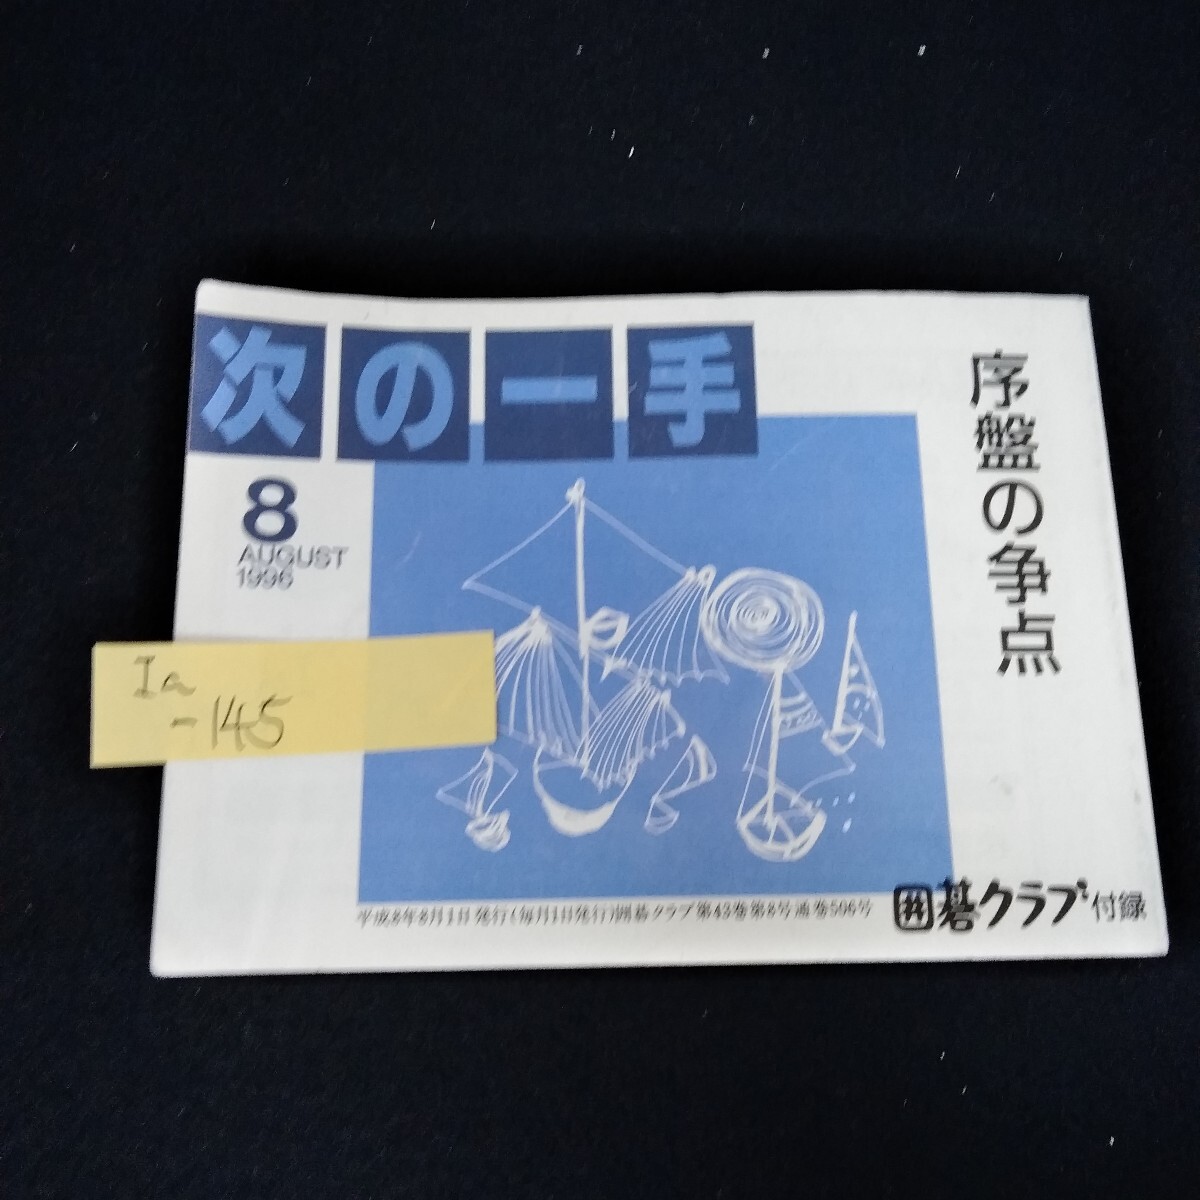 次の一手
8
AUGUST
1996
序盤の争点
Ia
-145
平成8年8月1日発行(毎月1日発行)囲碁クラブ第43巻第8号通巻506号
囲碁クラブ付録